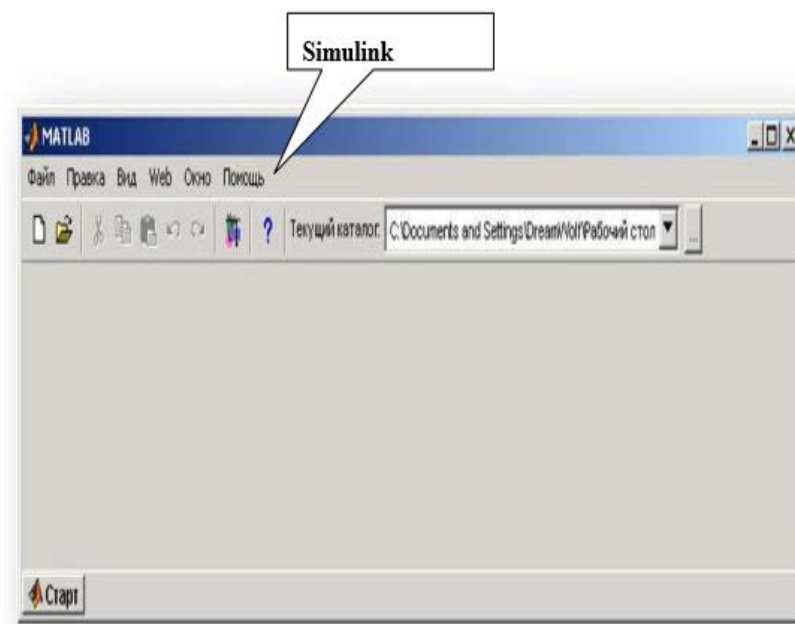 Simulink
MATLAB
Файл Правка Вид Web Окно Помощь
Текущий каталог: C:\Documents and Settings\DreamWolf\Рабочий стол
...
Старт